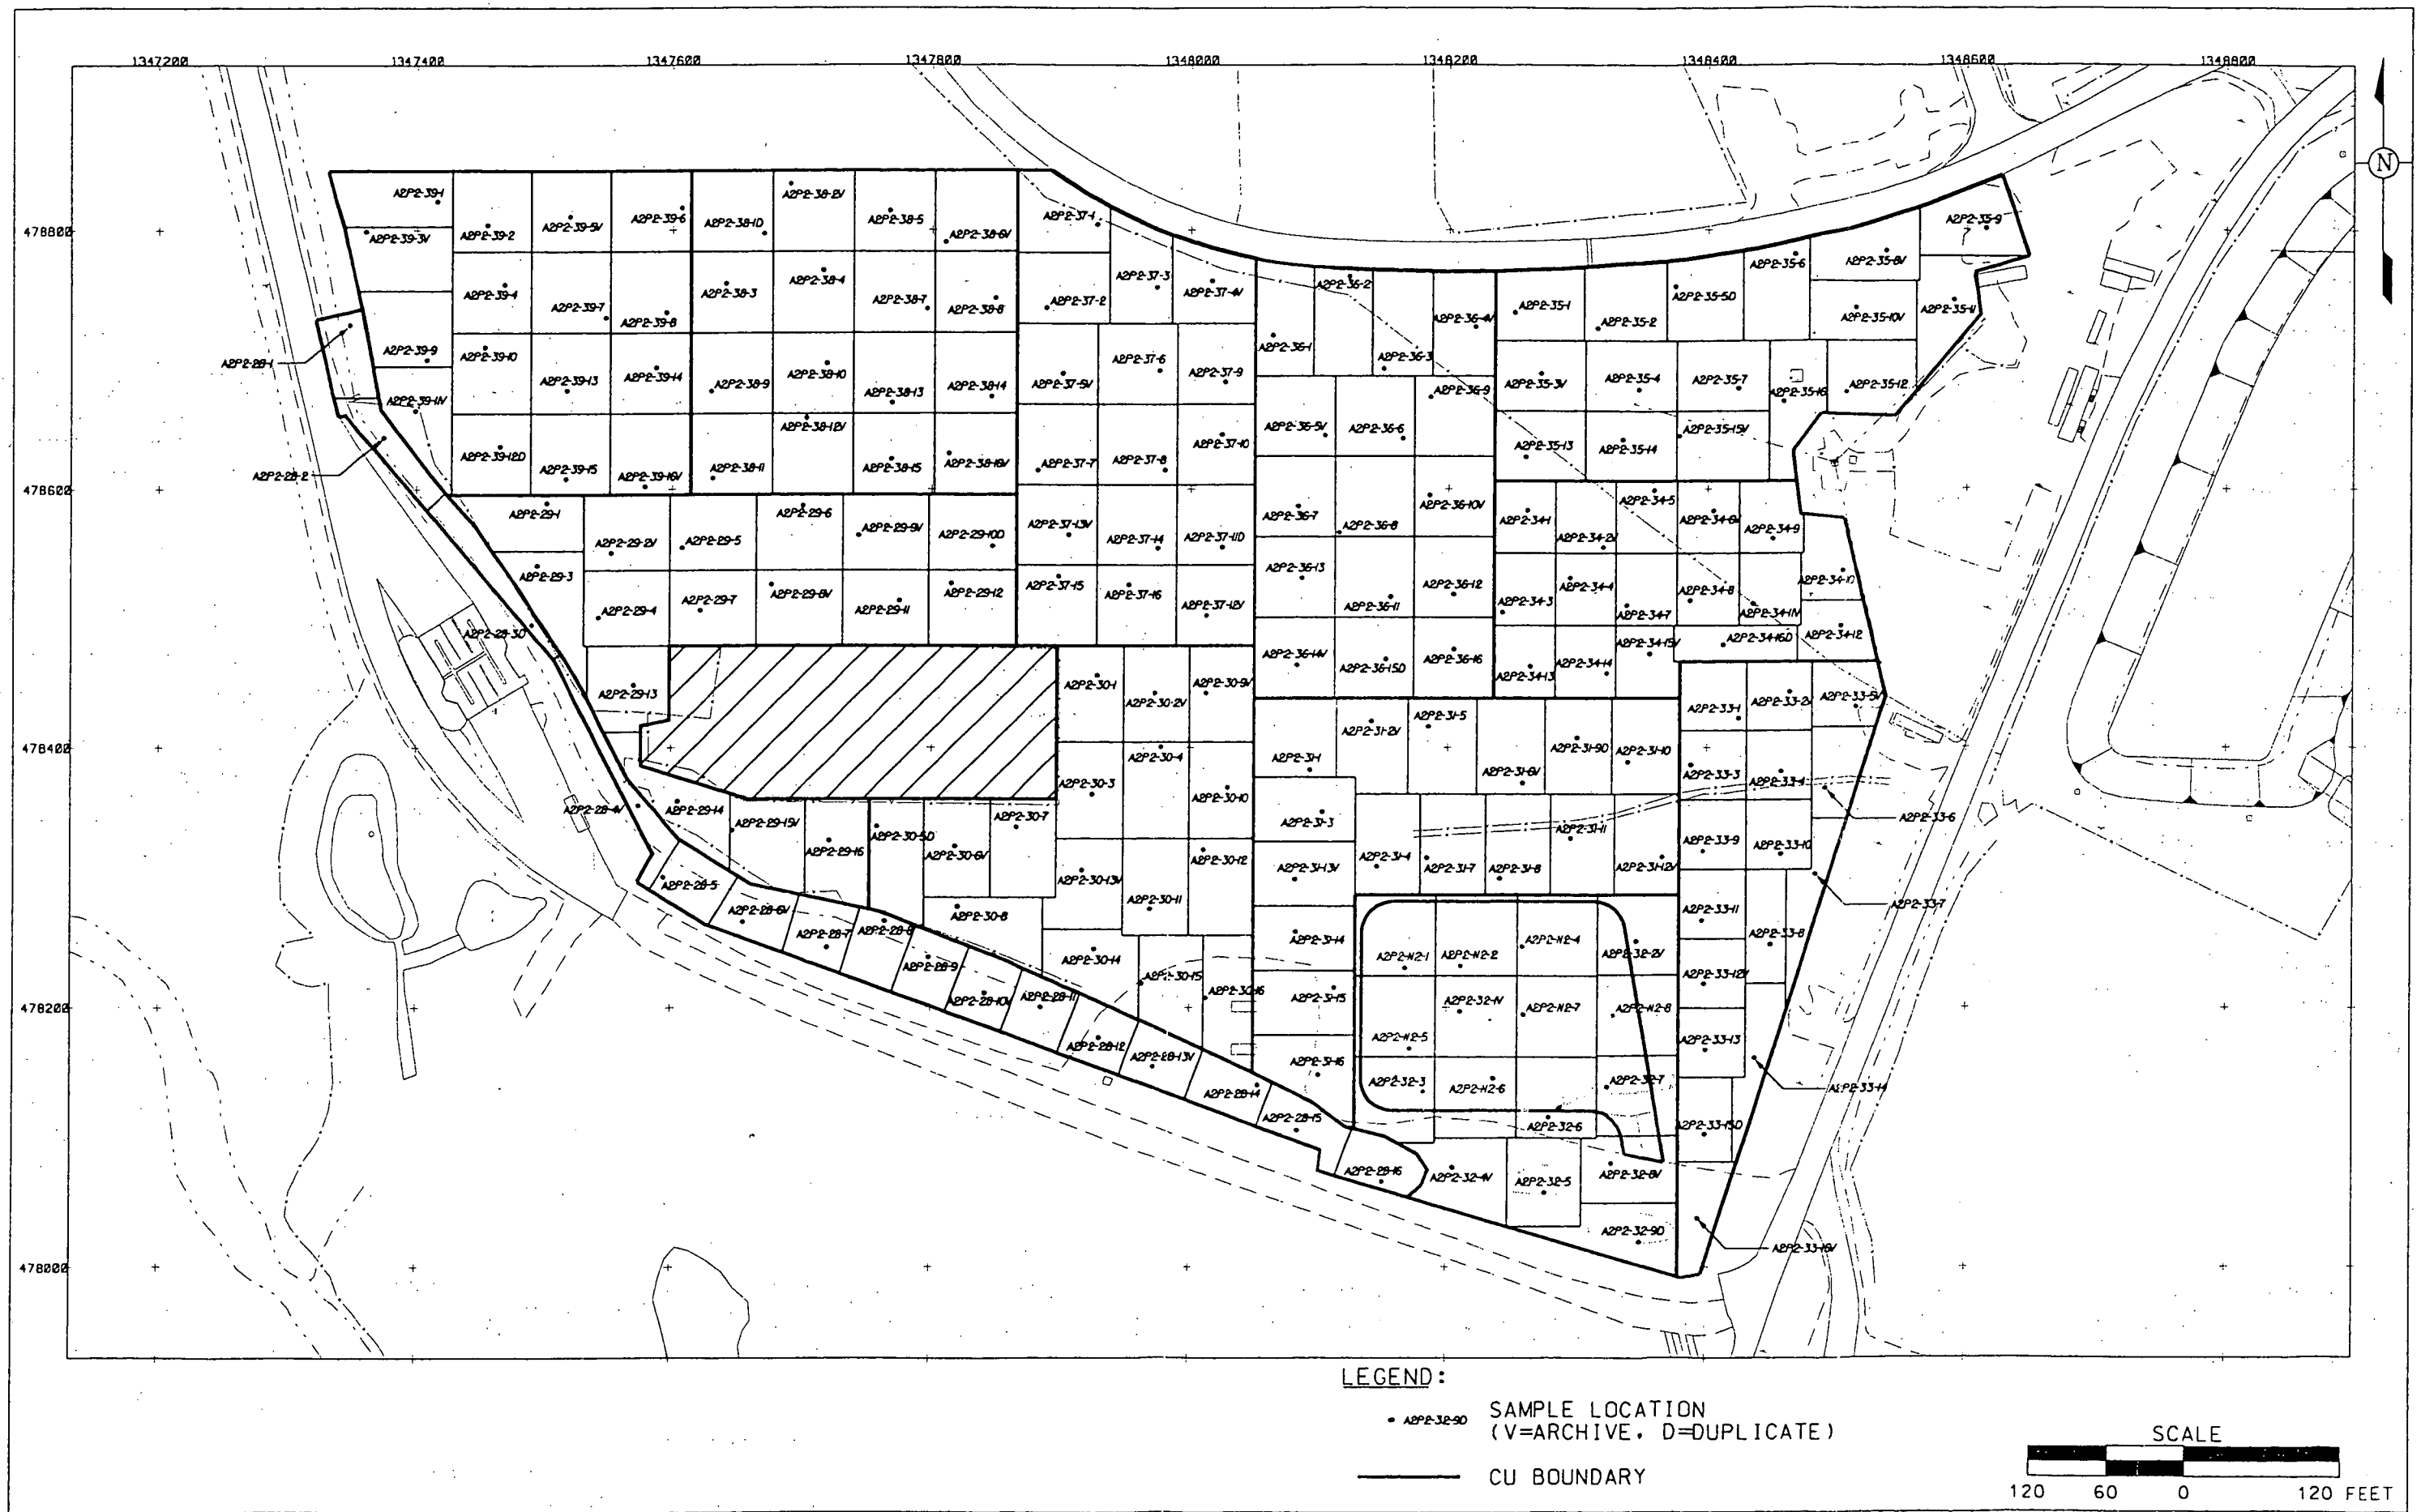 1347200 1347400 1347600 1347800 1348000 1348200 1348400 1348600 1348800
N
A2P2-39-1 A2P2-39-2 A2P2-39-5V A2P2-39-6 A2P2-38-1D A2P2-38-2V A2P2-38-5 A2P2-38-6V A2P2-37-1 A2P2-35-9
478800
A2P2-39-3V A2P2-37-3 A2P2-37-4V A2P2-36-2 A2P2-35-6 A2P2-35-8V
A2P2-39-4 A2P2-39-7 A2P2-39-8 A2P2-38-3 A2P2-38-4 A2P2-38-7 A2P2-38-8 A2P2-37-2 A2P2-36-4V A2P2-35-1 A2P2-35-2 A2P2-35-5D A2P2-35-10V A2P2-35-11
A2P2-28-1 A2P2-39-9 A2P2-39-10 A2P2-37-6 A2P2-36-1 A2P2-36-3
A2P2-39-11V A2P2-39-13 A2P2-39-14 A2P2-38-9 A2P2-38-10 A2P2-38-13 A2P2-38-14 A2P2-37-5V A2P2-37-9 A2P2-36-9 A2P2-35-3V A2P2-35-4 A2P2-35-7 A2P2-35-16 A2P2-35-12
A2P2-38-12V A2P2-37-10 A2P2-36-5V A2P2-36-6 A2P2-35-13 A2P2-35-14 A2P2-35-15V
A2P2-28-2 A2P2-39-12D A2P2-39-15 A2P2-39-16V A2P2-38-11 A2P2-38-15 A2P2-38-16V A2P2-37-7 A2P2-37-8
478600
A2P2-29-1 A2P2-29-6 A2P2-36-7 A2P2-36-8 A2P2-36-10V A2P2-34-1 A2P2-34-5 A2P2-34-6V A2P2-34-9
A2P2-29-2V A2P2-29-5 A2P2-29-9V A2P2-29-10D A2P2-37-13V A2P2-37-14 A2P2-37-11D A2P2-34-2V
A2P2-29-3 A2P2-29-4 A2P2-29-7 A2P2-29-8V A2P2-29-11 A2P2-29-12 A2P2-37-15 A2P2-37-16 A2P2-37-12V A2P2-36-13 A2P2-36-11 A2P2-36-12 A2P2-34-3 A2P2-34-4 A2P2-34-7 A2P2-34-8 A2P2-34-11V A2P2-34-10
A2P2-28-3D A2P2-34-15V A2P2-34-16D A2P2-34-12
A2P2-29-13 A2P2-30-1 A2P2-30-2V A2P2-30-9V A2P2-36-14V A2P2-36-15D A2P2-36-16 A2P2-34-13 A2P2-34-14 A2P2-33-1 A2P2-33-2V A2P2-33-5V
478400
A2P2-30-4 A2P2-31-1 A2P2-31-2V A2P2-31-5 A2P2-31-6V A2P2-31-9D A2P2-31-10
A2P2-28-4V A2P2-29-14 A2P2-30-3 A2P2-30-10 A2P2-33-3 A2P2-33-4
A2P2-29-15V A2P2-29-16 A2P2-30-5D A2P2-30-6V A2P2-30-7 A2P2-31-3 A2P2-31-11 A2P2-33-9 A2P2-33-10 A2P2-33-6
A2P2-28-5 A2P2-30-13V A2P2-30-12 A2P2-31-13V A2P2-31-4 A2P2-31-7 A2P2-31-8 A2P2-31-12V
A2P2-28-6V A2P2-28-7 A2P2-28-8 A2P2-30-8 A2P2-30-11 A2P2-33-11 A2P2-33-7
A2P2-28-9 A2P2-30-14 A2P2-31-14 A2P2-N2-1 A2P2-N2-2 A2P2-N2-4 A2P2-32-2V A2P2-33-8
A2P2-28-10V A2P2-28-11 A2P2-30-15 A2P2-30-16 A2P2-31-15 A2P2-33-12V
478200
A2P2-32-1V A2P2-N2-7 A2P2-N2-8
A2P2-28-12 A2P2-28-13V A2P2-31-16 A2P2-N2-5 A2P2-33-13
A2P2-28-14 A2P2-32-3 A2P2-N2-6 A2P2-32-7 A2P2-33-14
A2P2-28-15 A2P2-32-6 A2P2-33-15D
A2P2-28-16 A2P2-32-4V A2P2-32-5 A2P2-32-8V
A2P2-32-9D A2P2-33-16V
478000
LEGEND:
A2P2-32-9D SAMPLE LOCATION
(V=ARCHIVE, D=DUPLICATE)
CU BOUNDARY
SCALE
120 60 0 120 FEET